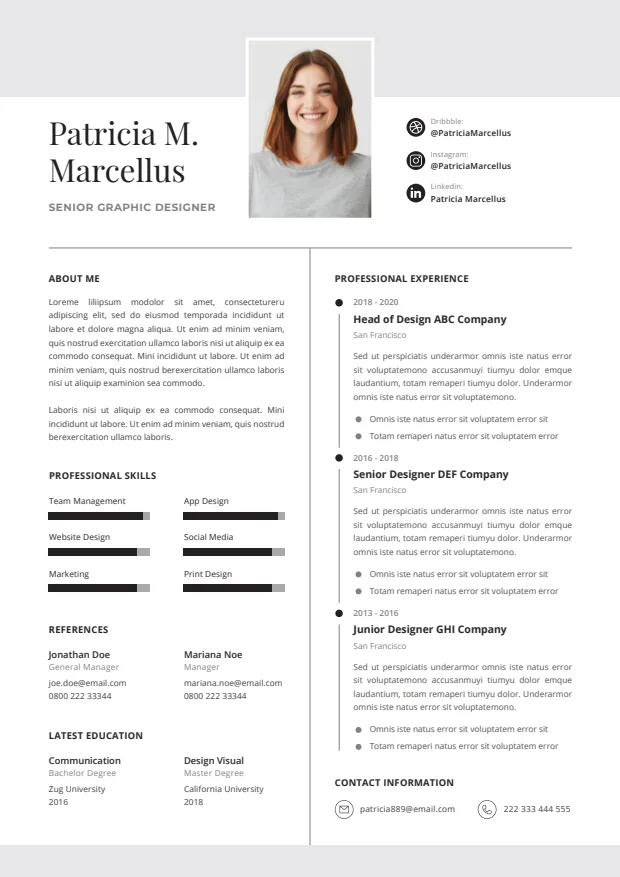 Patricia M.
Marcellus
SENIOR GRAPHIC DESIGNER
Dribbble:
@PatriciaMarcellus
Instagram:
@PatriciaMarcellus
Linkedin:
Patricia Marcellus
ABOUT ME
Loreme liliipsum modolor sit amet, consectetureru
adipiscing elit, sed do eiusmod temporada incididunt ut
labore et dolore magna aliqua. Ut enim ad minim veniam,
quis nostrud exercitation ullamco laboris nisi ut aliquip ex ea
commodo consequat. Mini incididunt ut labore. Ut enim ad
minim veniam, quis nostrud berexercitation ullamco laboris
nisi ut aliquip examinion sea commodo.
Laboris nisi ut aliquip ex ea commodo consequat. Mini
incididunt ut labore. Ut enim ad minim veniam, quis nostrud
berexercitation ullamco laboris.
PROFESSIONAL SKILLS
Team Management
App Design
Website Design
Social Media
Marketing
Print Design
REFERENCES
Jonathan Doe
General Manager
joe.doe@email.com
0800 222 33344
Mariana Noe
Manager
mariana.noe@email.com
0800 222 33344
LATEST EDUCATION
Communication
Bachelor Degree
Zug University
2016
Design Visual
Master Degree
California University
2018
PROFESSIONAL EXPERIENCE
2018 - 2020
Head of Design ABC Company
San Francisco
Sed ut perspiciatis underarmor omnis iste natus error
sit voluptatemono accusanmuyi tiumyu dolor emque
laudantium, totam remaperi tiumyu dolor. Underarmor
omnis iste natus error sit voluptatemono.
Omnis iste natus error sit voluptatem error sit
Totam remaperi natus error sit voluptatem error
2016 - 2018
Senior Designer DEF Company
San Francisco
Sed ut perspiciatis underarmor omnis iste natus error
sit voluptatemono accusanmuyi tiumyu dolor emque
laudantium, totam remaperi tiumyu dolor. Underarmor
omnis iste natus error sit voluptatemono.
Omnis iste natus error sit voluptatem error sit
Totam remaperi natus error sit voluptatem error
2013 - 2016
Junior Designer GHI Company
San Francisco
Sed ut perspiciatis underarmor omnis iste natus error
sit voluptatemono accusanmuyi tiumyu dolor emque
laudantium, totam remaperi tiumyu dolor. Underarmor
omnis iste natus error sit voluptatemono.
Omnis iste natus error sit voluptatem error sit
Totam remaperi natus error sit voluptatem error
CONTACT INFORMATION
patricia889@email.com
222 333 444 555